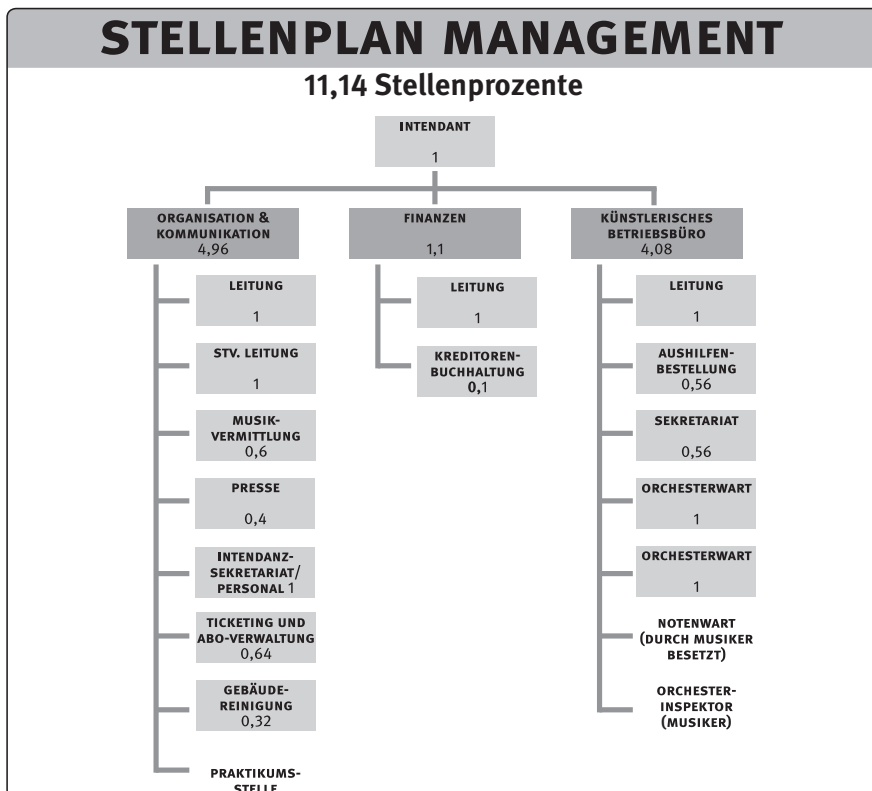 STELLENPLAN MANAGEMENT
11,14 Stellenprozente
INTENDANT
1
ORGANISATION &
KOMMUNIKATION
4,96
LEITUNG
1
STV. LEITUNG
1
MUSIK-
VERMITTLUNG
0,6
PRESSE
0,4
INTENDANZ-
SEKRETARIAT/
PERSONAL 1
TICKETING UND
ABO-VERWALTUNG
0,64
GEBÄUDE-
REINIGUNG
0,32
PRAKTIKUMS-
STELLE
FINANZEN
1,1
LEITUNG
1
KREDITOREN-
BUCHHALTUNG
0,1
KÜNSTLERISCHES
BETRIEBSBÜRO
4,08
LEITUNG
1
AUSHILFEN-
BESTELLUNG
0,56
SEKRETARIAT
0,56
ORCHESTERWART
1
ORCHESTERWART
1
NOTENWART
(DURCH MUSIKER
BESETZT)
ORCHESTER-
INSPEKTOR
(MUSIKER)